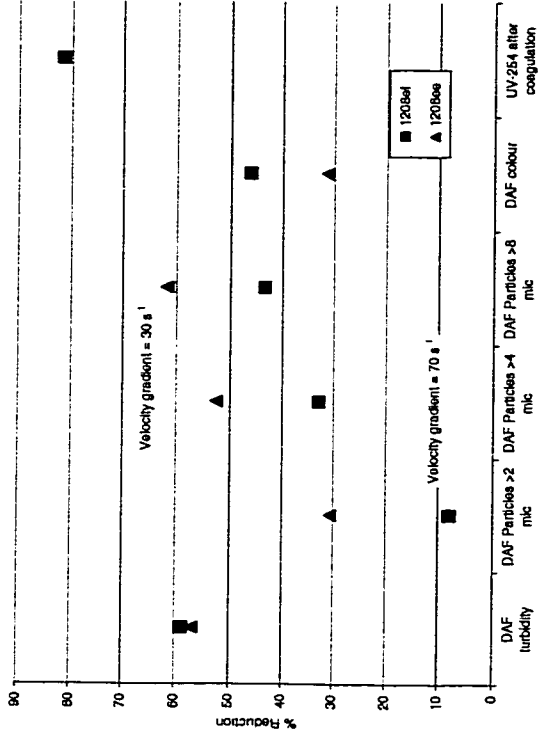 90
80
70
60
50
40
30
20
10
0
% Reduction
Velocity gradient = 30 s⁻¹
Velocity gradient = 70 s⁻¹
1208ef
1208ee
DAF
turbidity
DAF Particles >2
mic
DAF Particles >4
mic
DAF Particles >8
mic
DAF colour
UV-254 after
coagulation